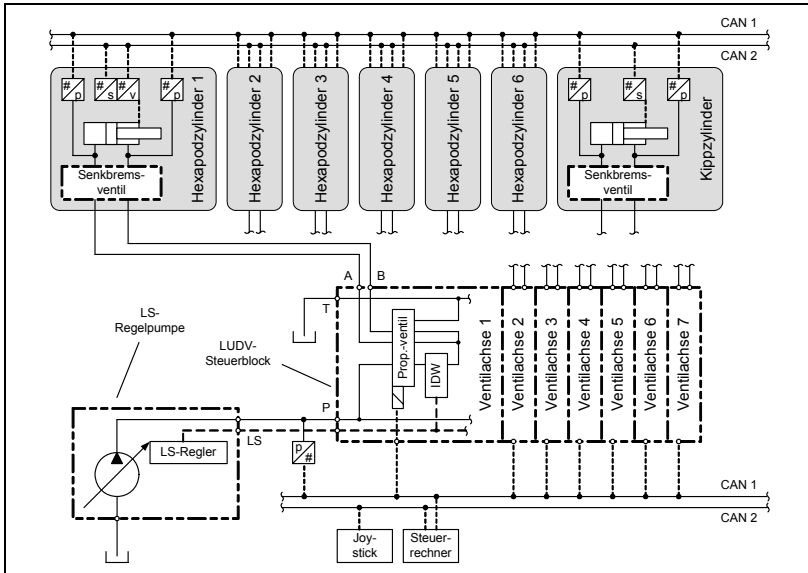 CAN 1
CAN 2
# p
# s
# v
# p
Senkbrems-
ventil
Hexapodzylinder 1
Hexapodzylinder 2
Hexapodzylinder 3
Hexapodzylinder 4
Hexapodzylinder 5
Hexapodzylinder 6
# p
# s
# p
Senkbrems-
ventil
Kippzylinder
A
B
T
LS-
Regelpumpe
LUDV-
Steuerblock
Prop.-ventil
IDW
Ventilachse 1
Ventilachse 2
Ventilachse 3
Ventilachse 4
Ventilachse 5
Ventilachse 6
Ventilachse 7
P
LS
LS-Regler
p #
CAN 1
CAN 2
Joy-
stick
Steuer-
rechner